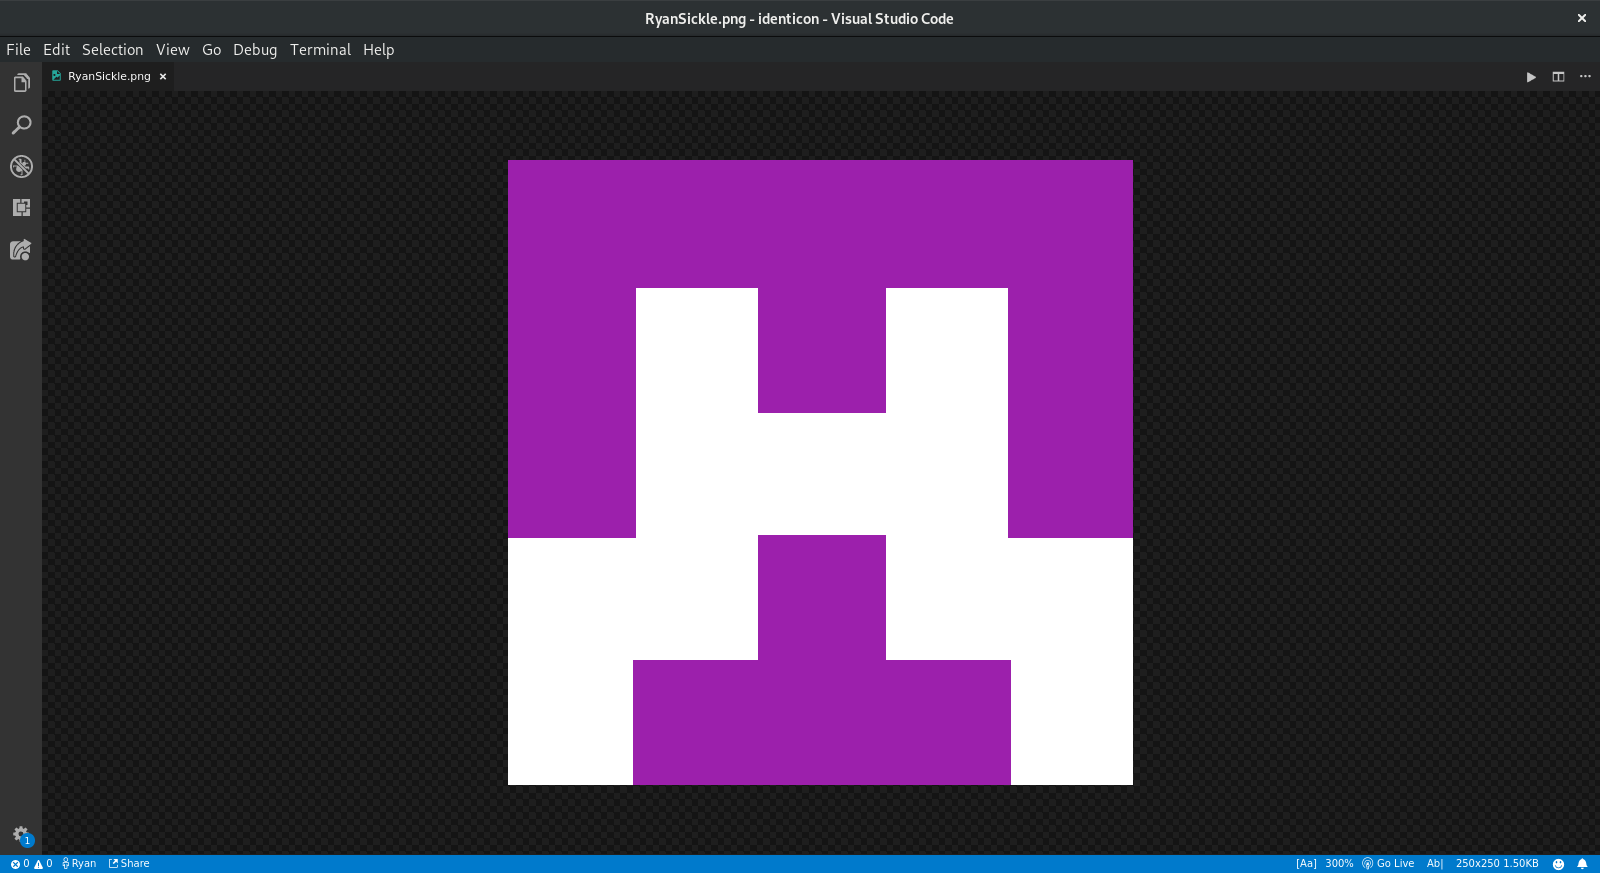 RyanSickle.png - identicon - Visual Studio Code
File Edit Selection View Go Debug Terminal Help
RyanSickle.png
1
0 0 Ryan Share [Aa] 300% Go Live Ab| 250x250 1.50KB